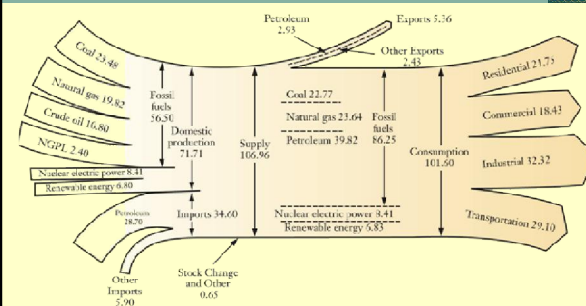 Petroleum
2.93
Exports 5.36
Other Exports
2.43
Coal 23.48
Natural gas 19.82
Crude oil 16.80
NGPL 2.40
Nuclear electric power 8.41
Renewable energy 6.80
Petroleum
28.70
Other
Imports
5.90
Fossil
fuels
56.50
Domestic
production
71.71
Imports 34.60
Stock Change
and Other
0.65
Supply
106.96
Coal 22.77
Natural gas 23.64
Petroleum 39.82
Fossil
fuels
86.25
Nuclear electric power 8.41
Renewable energy 6.83
Consumption
101.60
Residential 21.75
Commercial 18.43
Industrial 32.32
Transportation 29.10